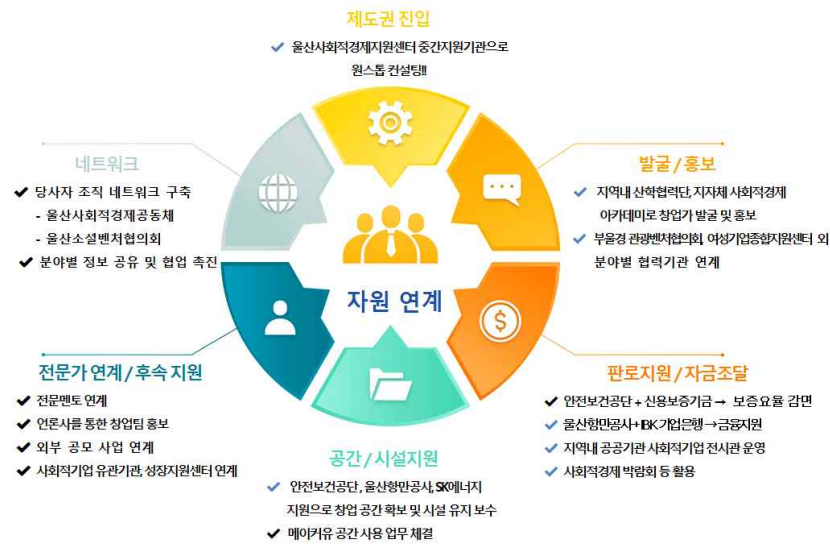 제도권 진입
울산사회적경제지원센터 중간지원기관으로
원스톱 컨설팅!!
네트워크
당사자 조직 네트워크 구축
- 울산사회적경제공동체
- 울산소셜벤처협의회
분야별 정보 공유 및 협업 촉진
발굴 / 홍보
지역내 산학협력단, 지자체 사회적경제
아카데미로 창업가 발굴 및 홍보
부울경 관광벤처협의회, 여성기업종합지원센터 외
분야별 협력기관 연계
자원 연계
전문가 연계 / 후속 지원
전문멘토 연계
언론사를 통한 창업팀 홍보
외부 공모 사업 연계
사회적기업 유관기관, 성장지원센터 연계
판로지원 / 자금조달
안전보건공단 + 신용보증기금 → 보증요율 감면
울산항만공사 + IBK 기업은행 → 금융지원
지역내 공공기관 사회적기업 전시관 운영
사회적경제 박람회 등 활용
공간 / 시설지원
안전보건공단, 울산항만공사, SK에너지
지원으로 창업 공간 확보 및 시설 유지 보수
메이커유 공간 사용 업무 체결